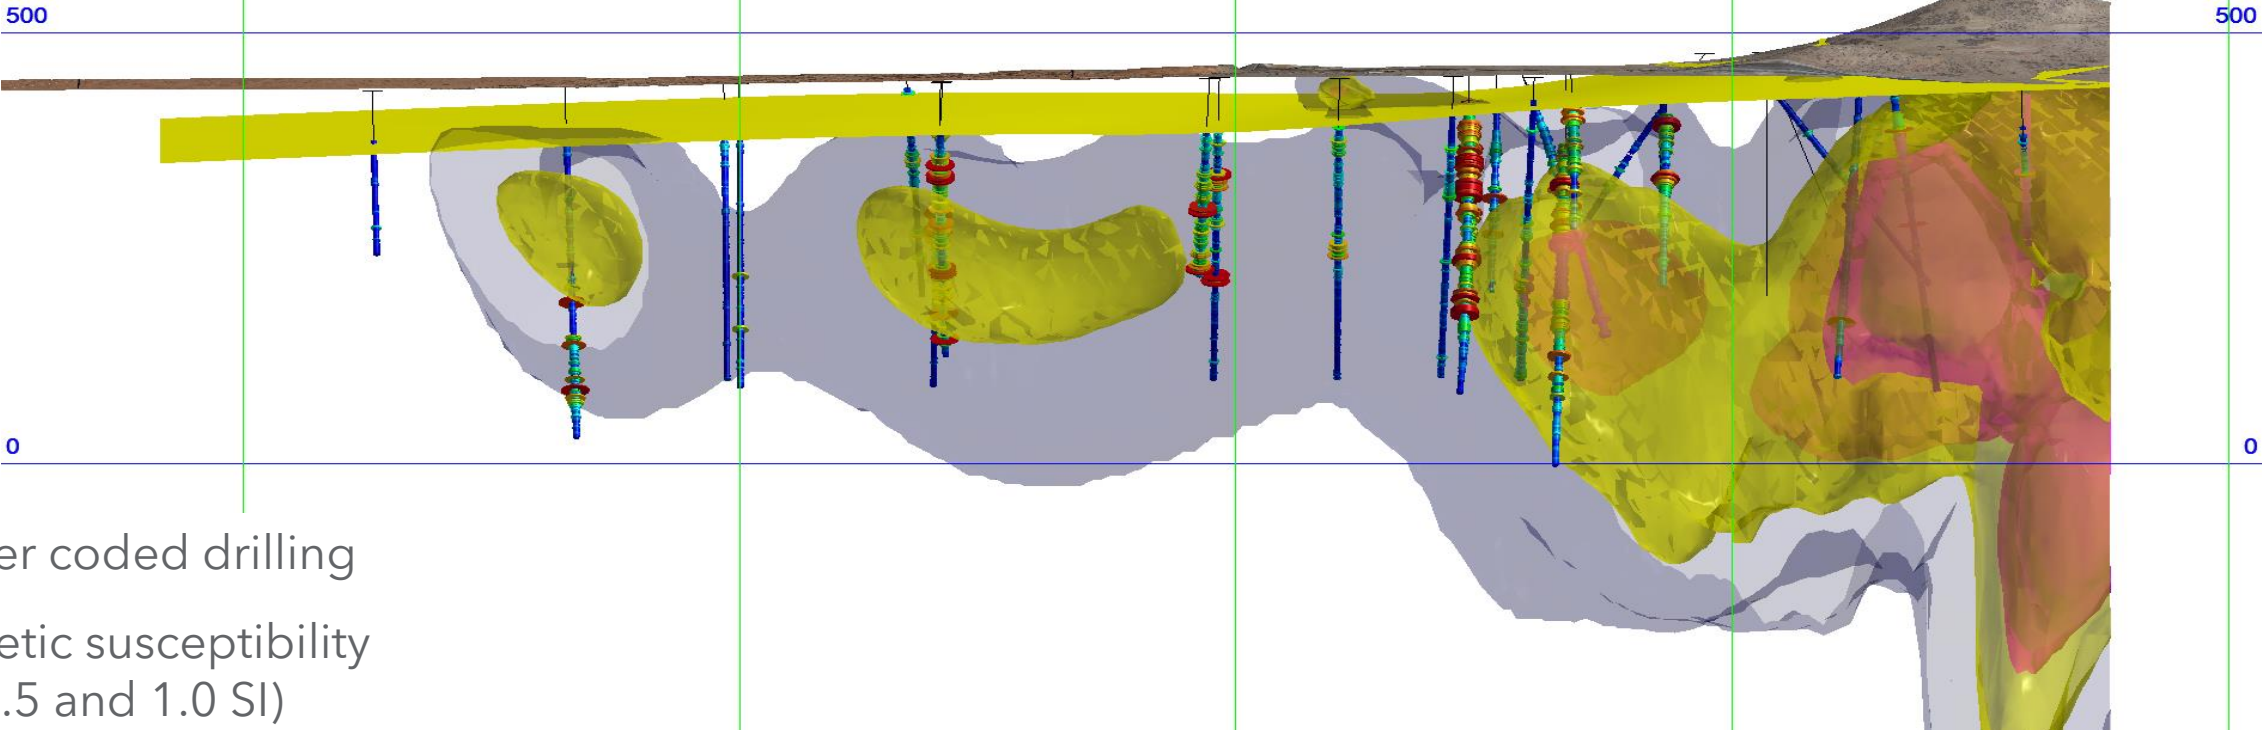 500 500
0 0
er coded drilling
etic susceptibility
.5 and 1.0 SI)